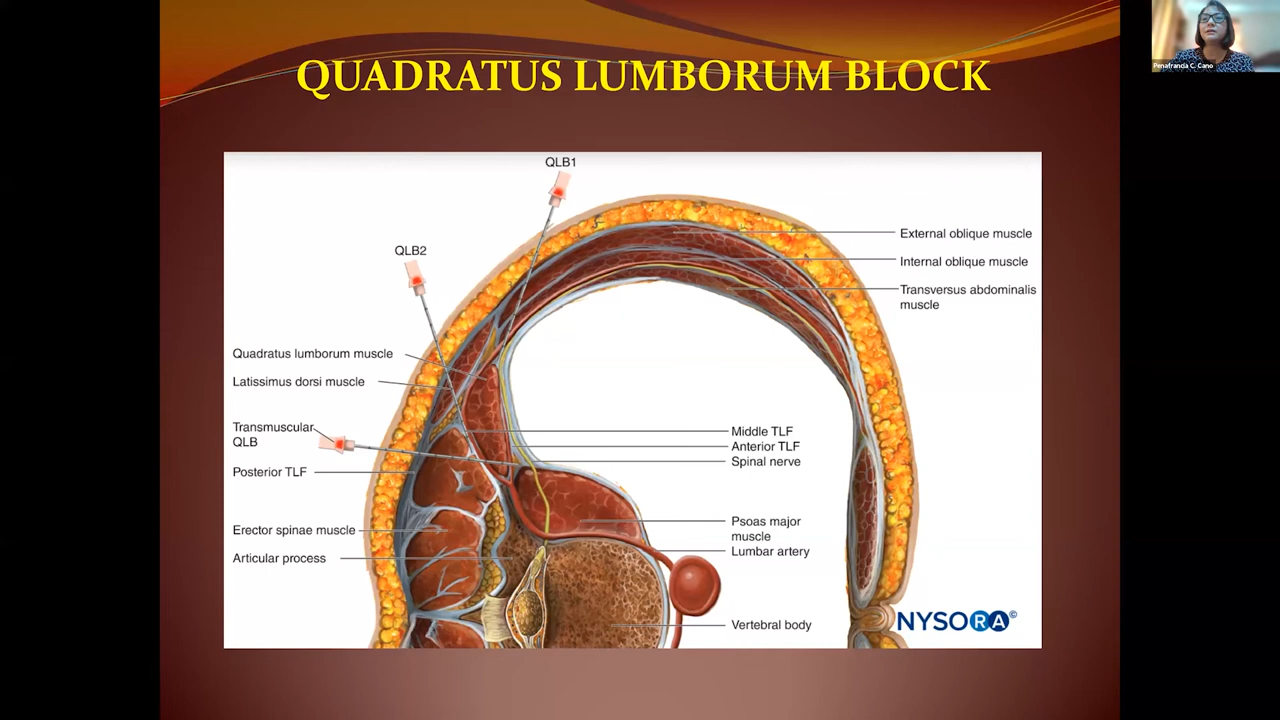 QUADRATUS LUMBORUM BLOCK
Penafrancia C. Cano
QLB1
QLB2
External oblique muscle
Internal oblique muscle
Transversus abdominalis
muscle
Quadratus lumborum muscle
Latissimus dorsi muscle
Transmuscular
QLB
Posterior TLF
Erector spinae muscle
Articular process
Middle TLF
Anterior TLF
Spinal nerve
Psoas major
muscle
Lumbar artery
Vertebral body
NYSORA©